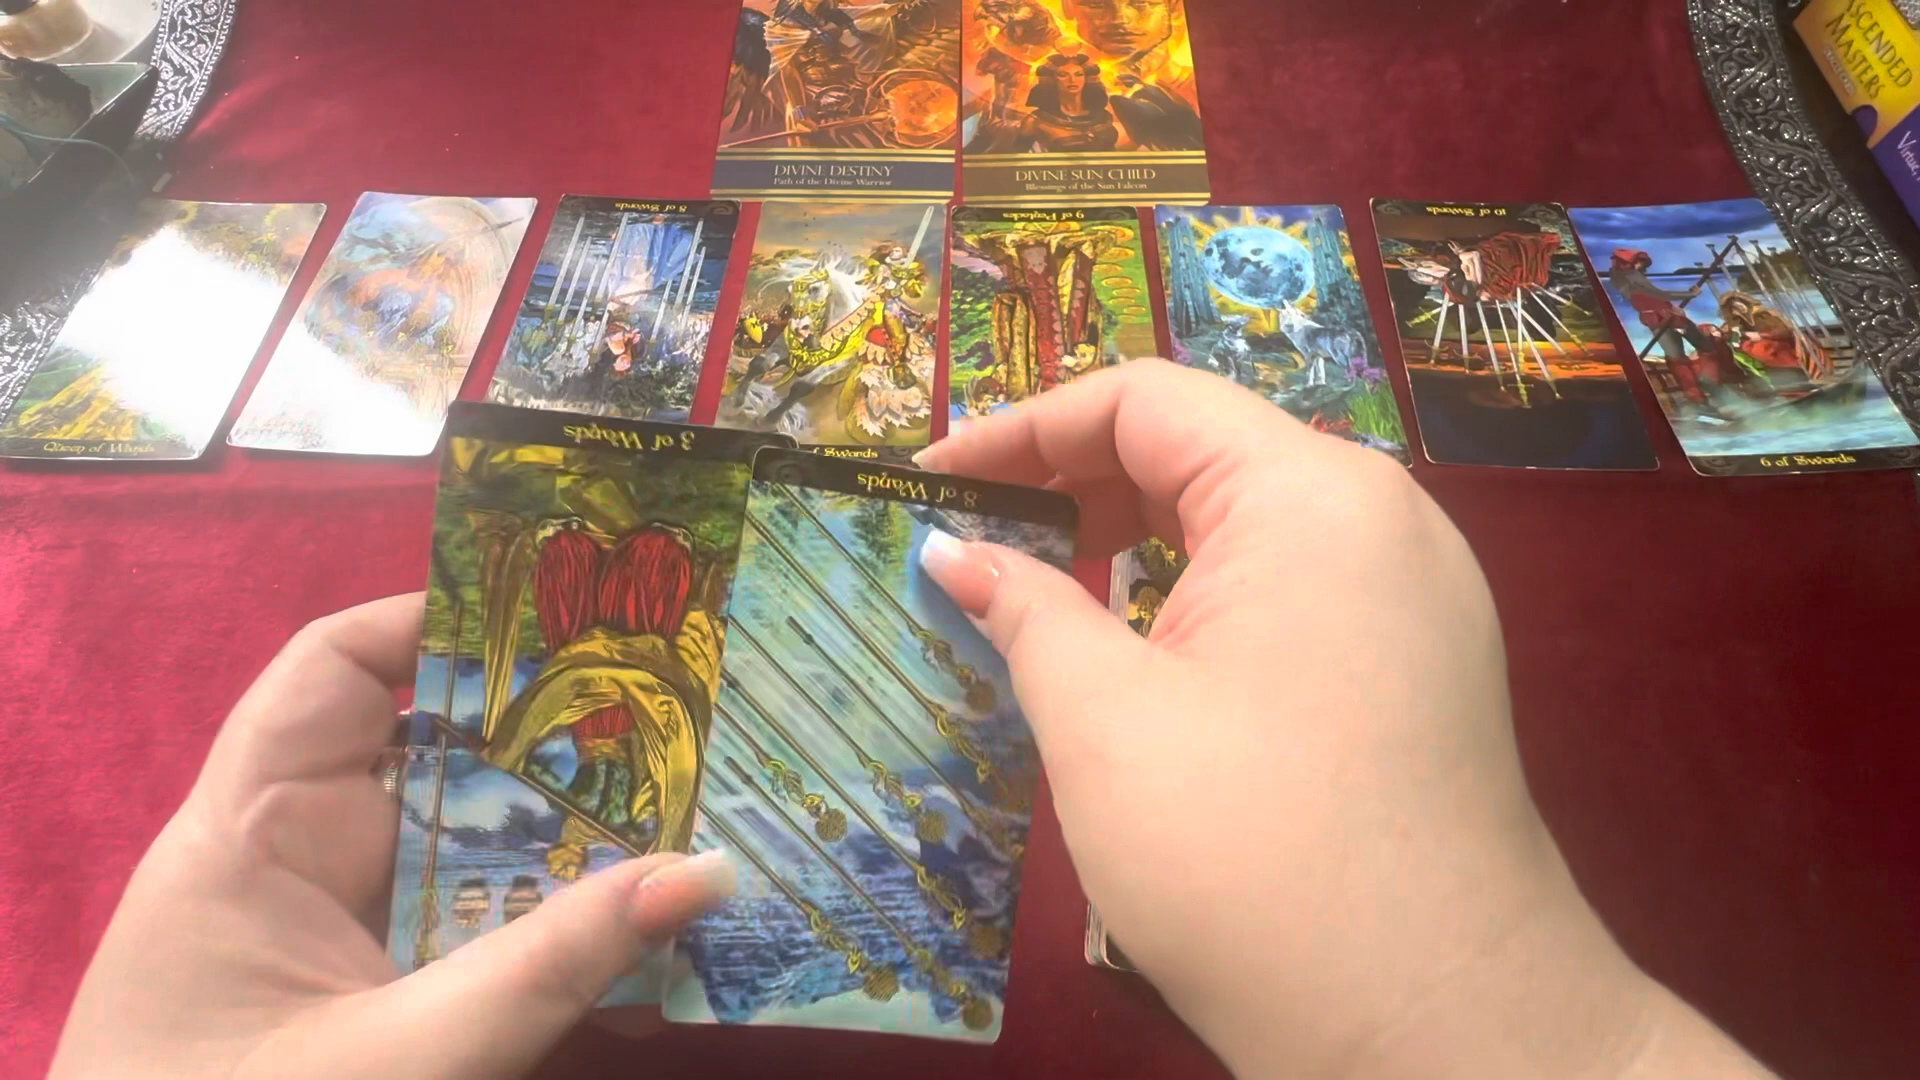 DIVINE DESTINY
Path of the Divine Warrior
DIVINE SUN CHILD
Blessings of the Sun Falcon
ASCENDED
MASTERS
8 of Swords
9 of Pentacles
10 of Swords
Queen of Wands
of Swords
6 of Swords
3 of Wands
8 of Wands